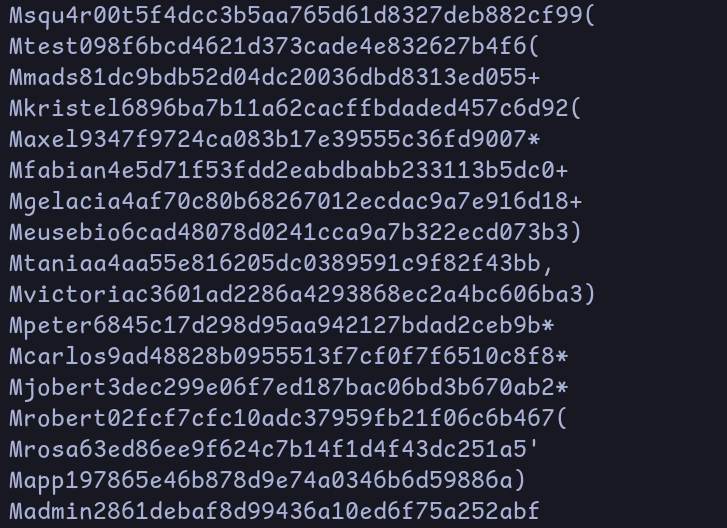 Msqu4r00t5f4dcc3b5aa765d61d8327deb882cf99(
Mtest098f6bcd4621d373cade4e832627b4f6(
Mmads81dc9bdb52d04dc20036dbd8313ed055+
Mkristel6896ba7b11a62cacffbdaded457c6d92(
Maxel9347f9724ca083b17e39555c36fd9007*
Mfabian4e5d71f53fdd2eabdbabb233113b5dc0+
Mgelacia4af70c80b68267012ecdac9a7e916d18+
Meusebio6cad48078d0241cca9a7b322ecd073b3)
Mtaniaa4aa55e816205dc0389591c9f82f43bb,
Mvictoriac3601ad2286a4293868ec2a4bc606ba3)
Mpeter6845c17d298d95aa942127bdad2ceb9b*
Mcarlos9ad48828b0955513f7cf0f7f6510c8f8*
Mjobert3dec299e06f7ed187bac06bd3b670ab2*
Mrobert02fcf7cfc10adc37959fb21f06c6b467(
Mrosa63ed86ee9f624c7b14f1d4f43dc251a5'
Mapp197865e46b878d9e74a0346b6d59886a)
Madmin2861debaf8d99436a10ed6f75a252abf